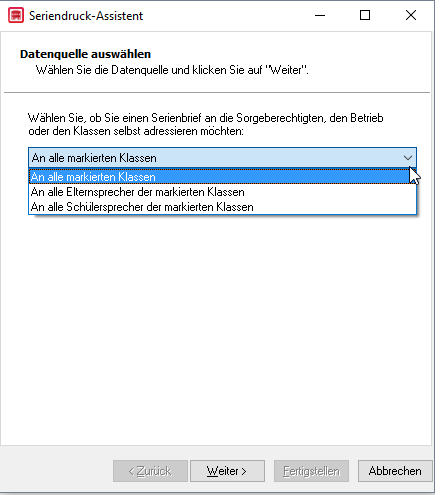 Seriendruck-Assistent
Datenquelle auswählen
Wählen Sie die Datenquelle und klicken Sie auf "Weiter".
Wählen Sie, ob Sie einen Serienbrief an die Sorgeberechtigten, den Betrieb
oder den Klassen selbst adressieren möchten:
An alle markierten Klassen
An alle markierten Klassen
An alle Elternsprecher der markierten Klassen
An alle Schülersprecher der markierten Klassen
< Zurück Weiter > Fertigstellen Abbrechen